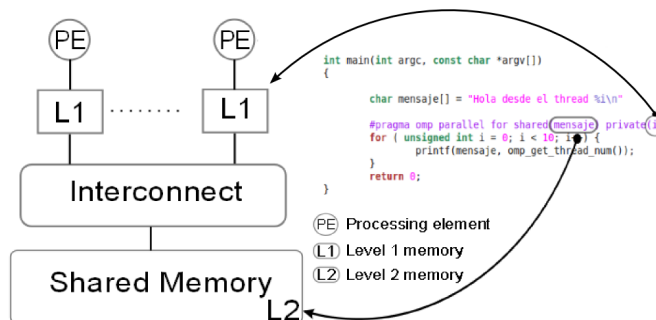 PE
PE
L1
L1
Interconnect
Shared Memory
L2
int main(int argc, const char *argv[])
{
char mensaje[] = "Hola desde el thread %i\n"
#pragma omp parallel for shared(mensaje) private(i
for ( unsigned int i = 0; i < 10; i++) {
printf(mensaje, omp_get_thread_num());
}
return 0;
}
PE Processing element
L1 Level 1 memory
L2 Level 2 memory